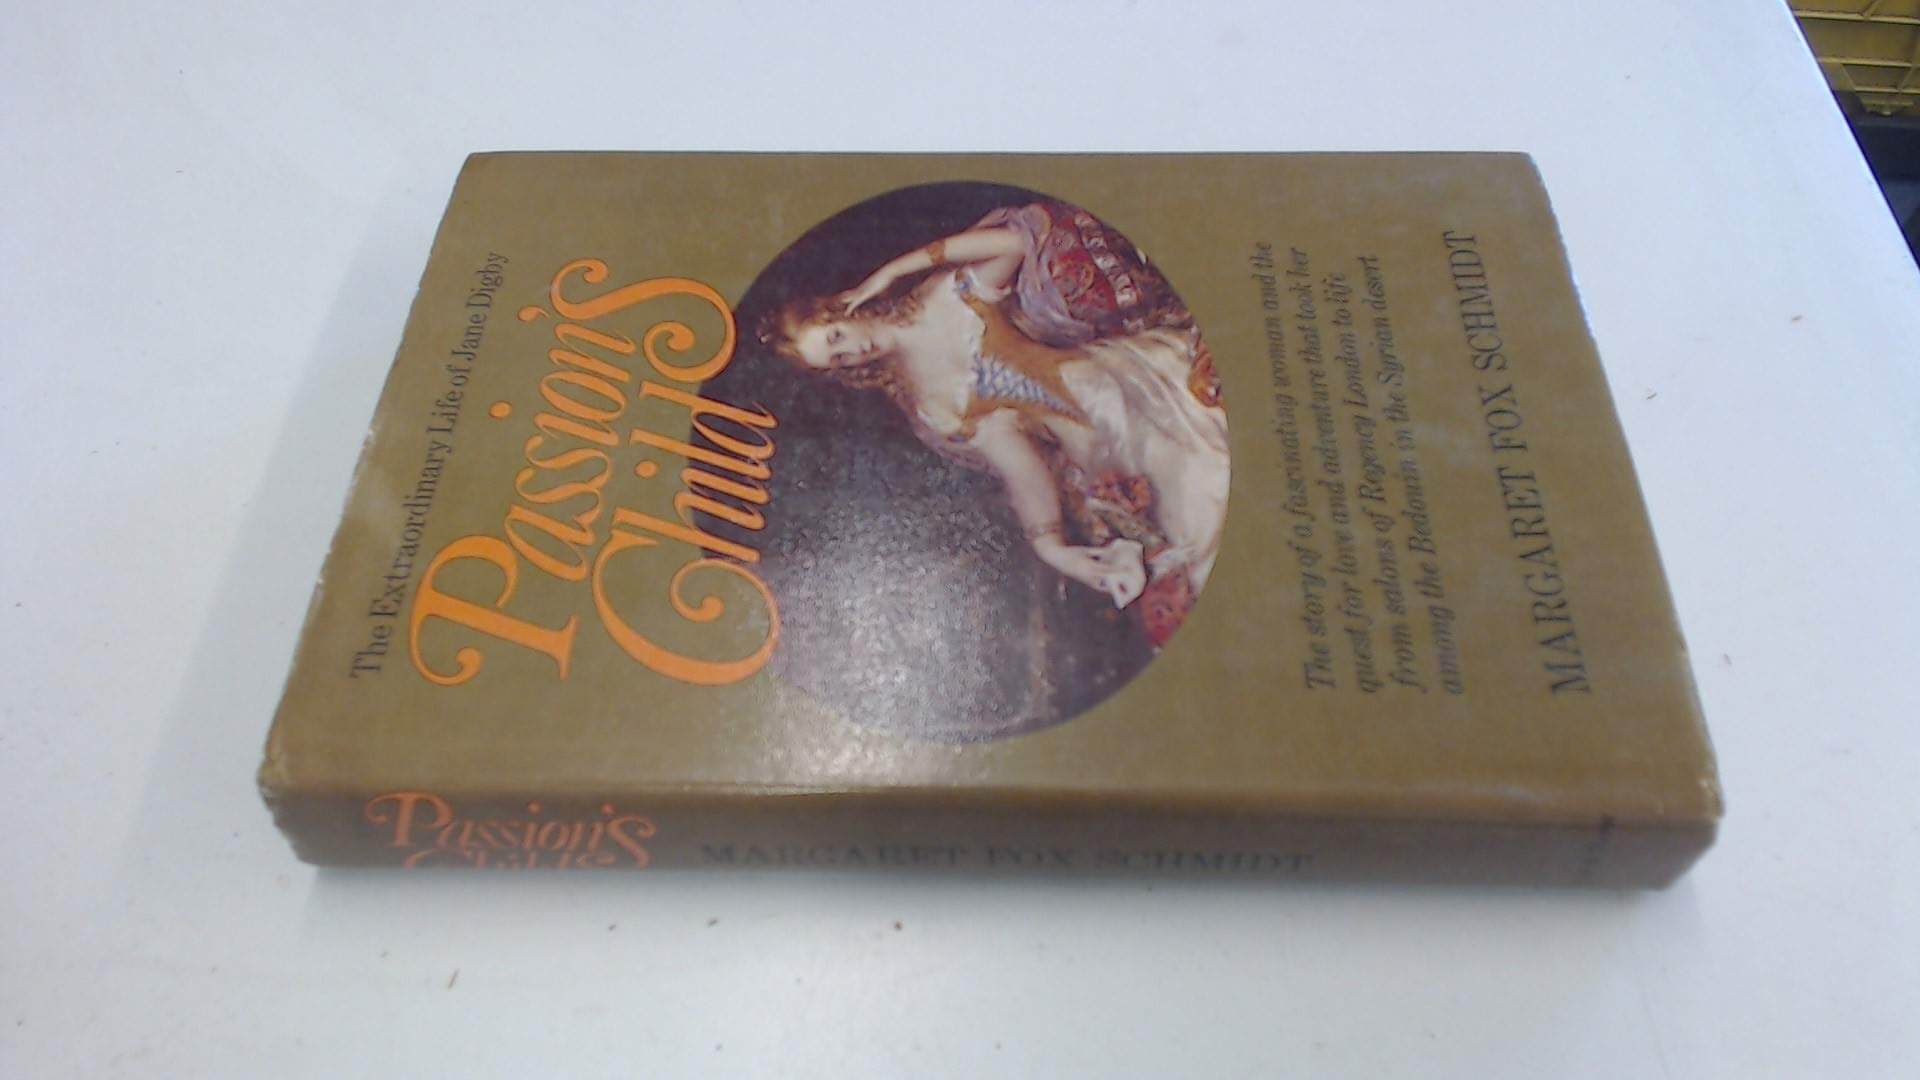 The Extraordinary Life of Jane Digby
Passion's
Child
The story of a fascinating woman and the
quest for love and adventure that took her
from salons of Regency London to life
among the Bedouin in the Syrian desert
MARGARET FOX SCHMIDT
Passion's
Child
MARGARET FOX SCHMIDT